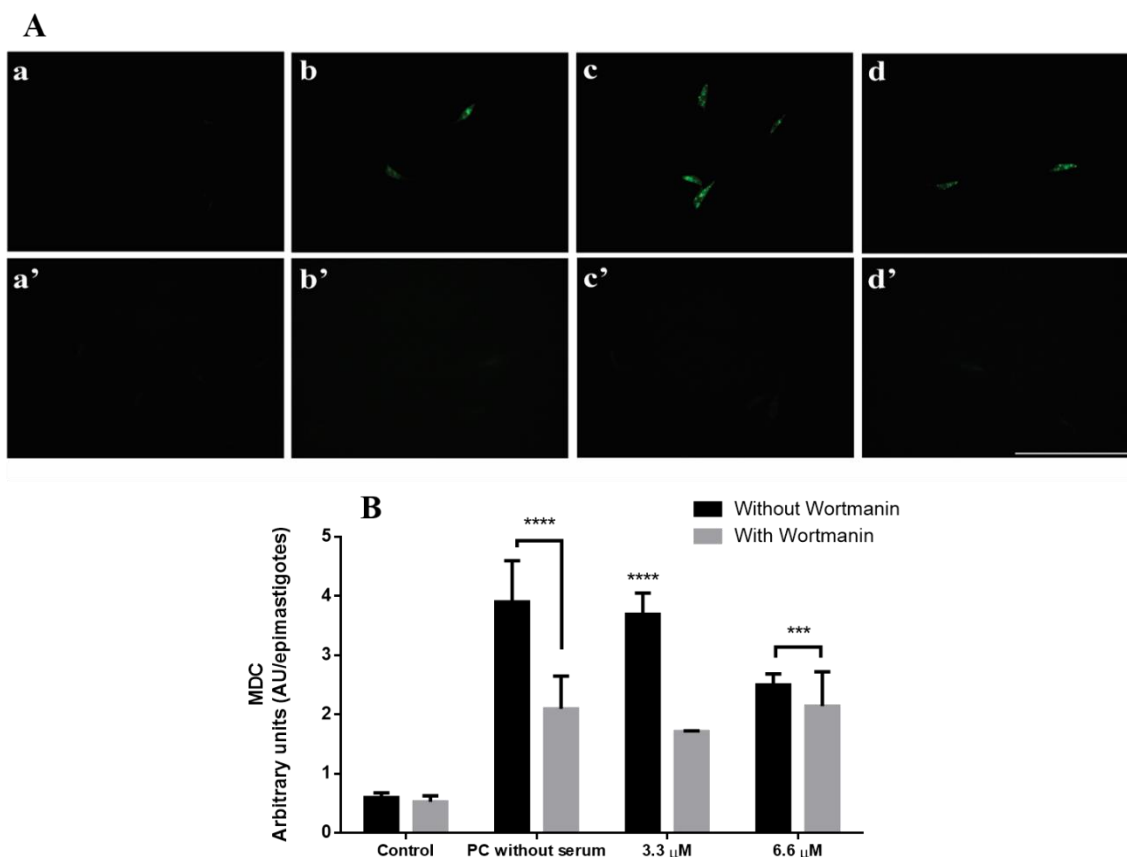 A
a
b
c
d
a’
b’
c’
d’
B
Without Wortmanin
With Wortmanin
MDC
Arbitrary units (AU/epimastigotes)
5
4
3
2
1
0
****
****
***
Control
PC without serum
3.3 μM
6.6 μM